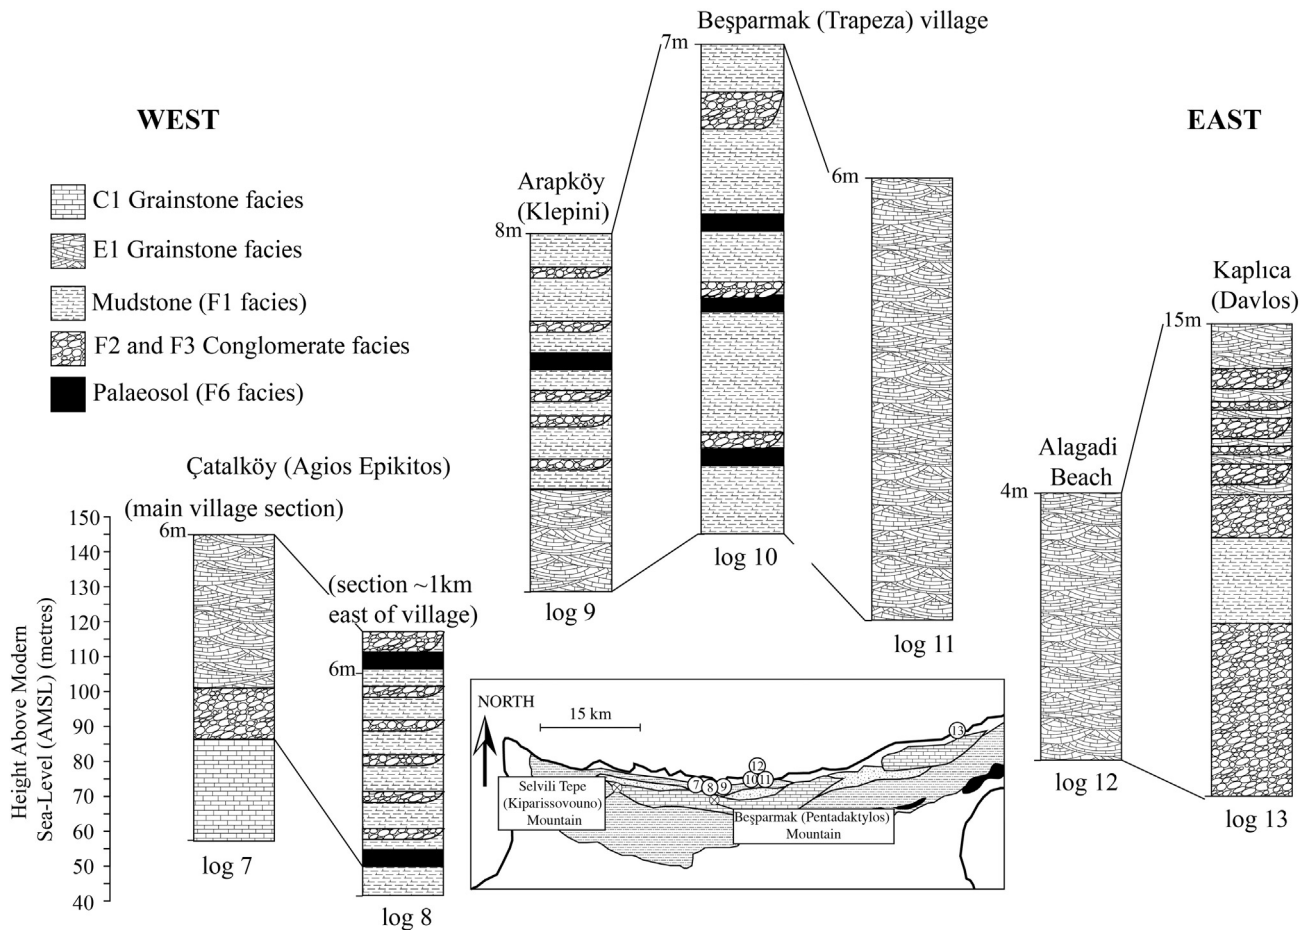 Beşparmak (Trapeza) village
7m
WEST
EAST
C1 Grainstone facies
E1 Grainstone facies
Mudstone (F1 facies)
F2 and F3 Conglomerate facies
Palaeosol (F6 facies)
Arapköy
(Klepini)
8m
6m
Kaplıca
(Davlos)
15m
Alagadi
Beach
4m
Çatalköy (Agios Epikitos)
(main village section)
6m
(section ~1km
east of village)
6m
Height Above Modern
Sea-Level (AMSL) (metres)
150
140
130
120
110
100
90
80
70
60
50
40
log 7
log 8
log 9
log 10
log 11
log 12
log 13
NORTH
15 km
13
12
7
8
9
10
11
Selvili Tepe
(Kiparissovouno)
Mountain
Beşparmak (Pentadaktylos)
Mountain